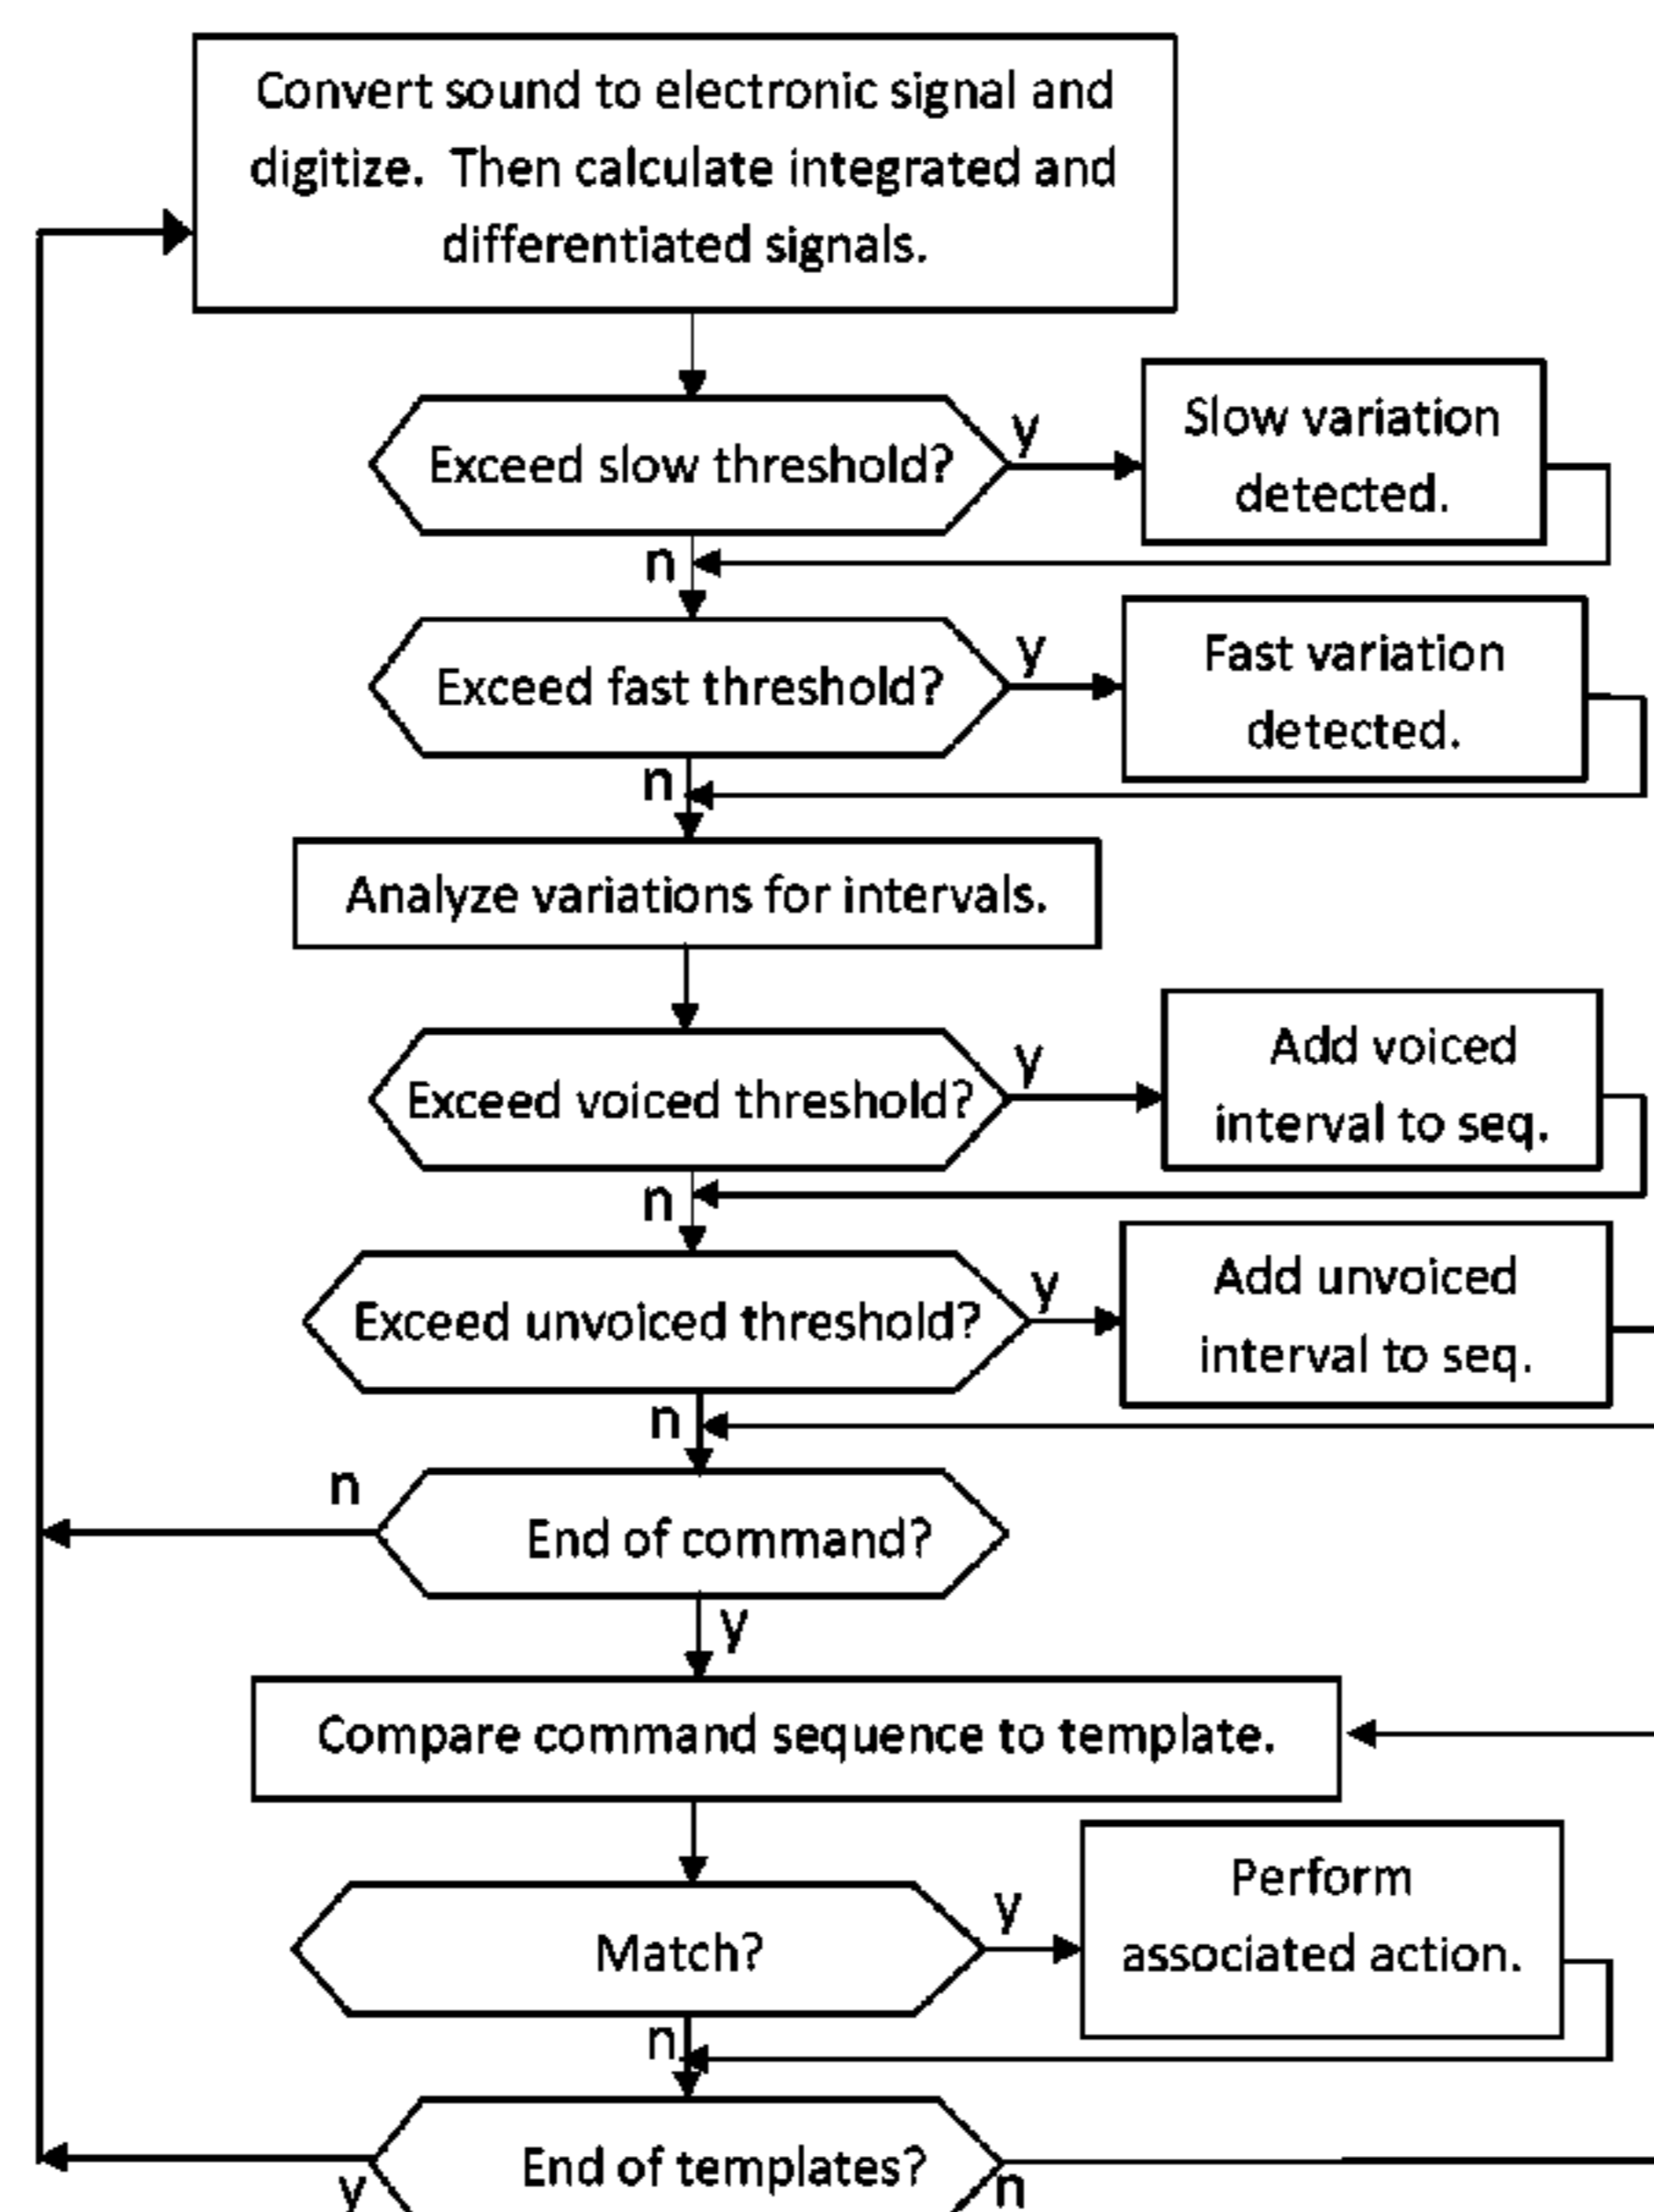 Convert sound to electronic signal and
digitize.  Then calculate integrated and
differentiated signals.
Exceed slow threshold?
y
Slow variation
detected.
n
Exceed fast threshold?
y
Fast variation
detected.
n
Analyze variations for intervals.
Exceed voiced threshold?
y
Add voiced
interval to seq.
n
Exceed unvoiced threshold?
y
Add unvoiced
interval to seq.
n
n
End of command?
y
Compare command sequence to template.
Match?
y
Perform
associated action.
n
End of templates?
y
n